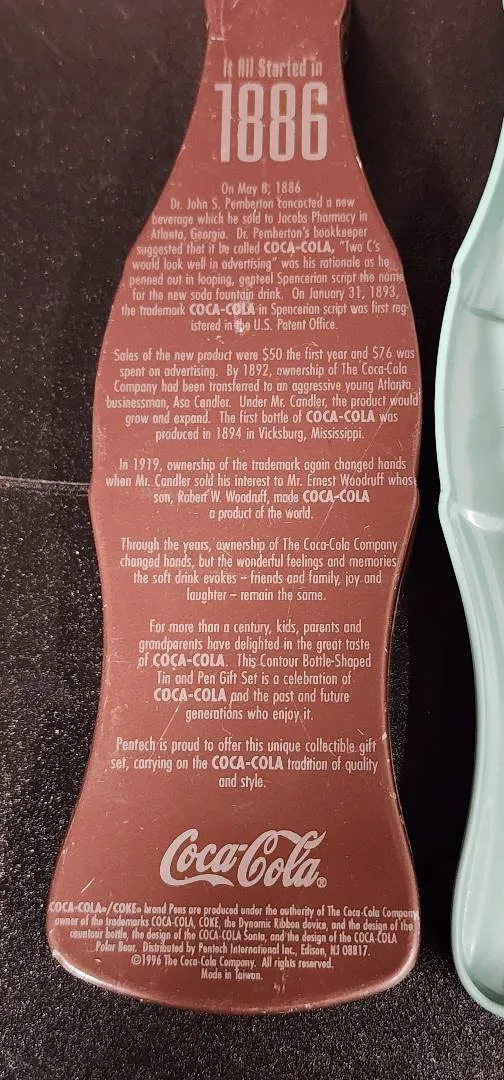 It All Started in
1886
On May 8, 1886
Dr. John S. Pemberton concocted a new
beverage which he sold to Jacobs Pharmacy in
Atlanta, Georgia. Dr. Pemberton's bookkeeper
suggested that it be called COCA-COLA, "Two C's
would look well in advertising" was his rationale as he
penned out in looping, genteel Spencerian script the name
for the new soda fountain drink. On January 31, 1893,
the trademark COCA-COLA in Spencerian script was first reg-
istered in the U.S. Patent Office.
Sales of the new product were $50 the first year and $76 was
spent on advertising. By 1892, ownership of The Coca-Cola
Company had been transferred to an aggressive young Atlanta
businessman, Asa Candler. Under Mr. Candler, the product would
grow and expand. The first bottle of COCA-COLA was
produced in 1894 in Vicksburg, Mississippi.
In 1919, ownership of the trademark again changed hands
when Mr. Candler sold his interest to Mr. Ernest Woodruff whose
son, Robert W. Woodruff, made COCA-COLA
a product of the world.
Through the years, ownership of The Coca-Cola Company
changed hands, but the wonderful feelings and memories
the soft drink evokes – friends and family, joy and
laughter – remain the same.
For more than a century, kids, parents and
grandparents have delighted in the great taste
of COCA-COLA. This Contour Bottle-Shaped
Tin and Pen Gift Set is a celebration of
COCA-COLA and the past and future
generations who enjoy it.
Pentech is proud to offer this unique collectible gift
set, carrying on the COCA-COLA tradition of quality
and style.
Coca-Cola®
COCA-COLA®/COKE® brand Pens are produced under the authority of The Coca-Cola Company,
owner of the trademarks COCA-COLA, COKE, the Dynamic Ribbon device, and the design of the
countour bottle, the design of the COCA-COLA Santa, and the design of the COCA-COLA
Polar Bear. Distributed by Pentech International Inc., Edison, NJ 08817.
©1996 The Coca-Cola Company. All rights reserved.
Made in Taiwan.